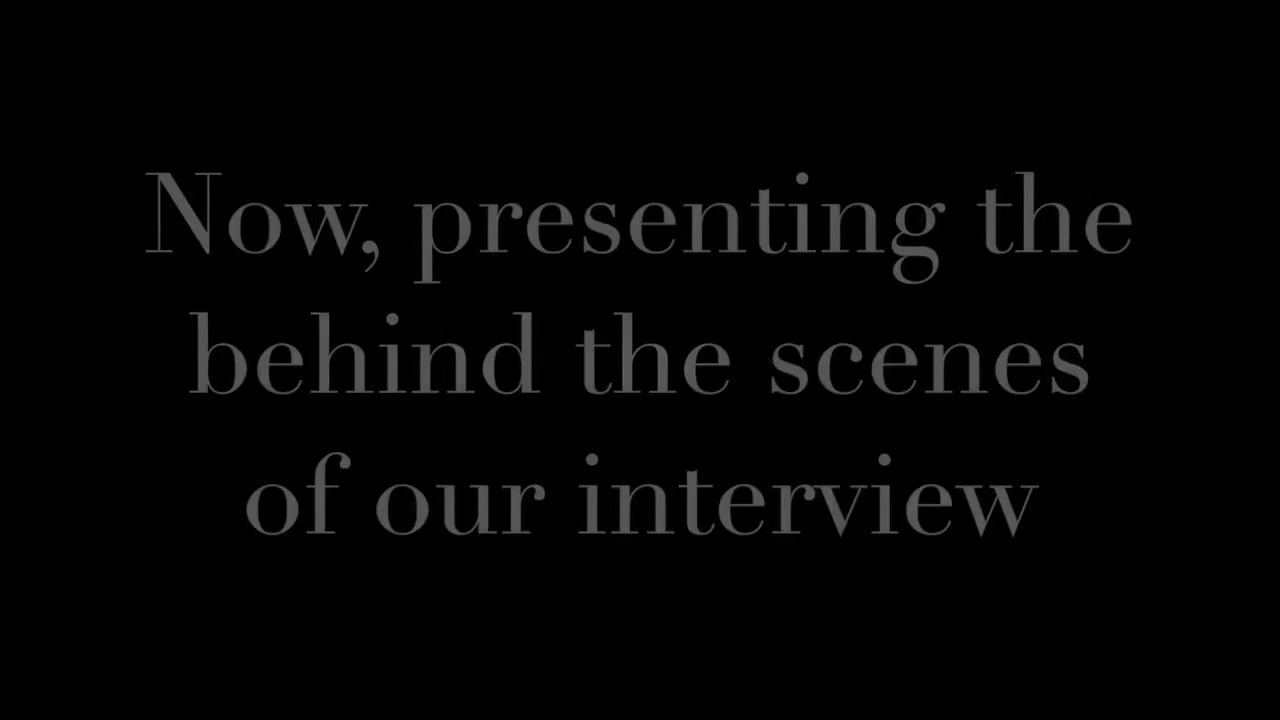 Now, presenting the
behind the scenes
of our interview